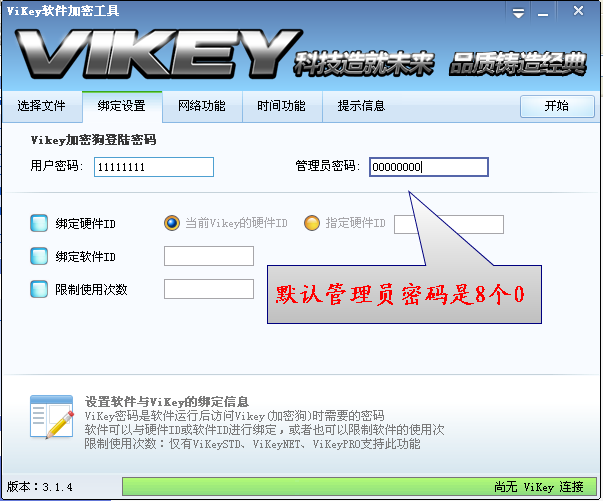 ViKey软件加密工具
VIKEY 科技造就未来 品质铸造经典
选择文件 绑定设置 网络功能 时间功能 提示信息 开始
Vikey加密狗登陆密码
用户密码: 11111111 管理员密码: 00000000
绑定硬件ID 当前Vikey的硬件ID 指定硬件ID
绑定软件ID
限制使用次数
默认管理员密码是8个0
设置软件与ViKey的绑定信息
ViKey密码是软件运行后访问Vikey(加密狗)时需要的密码
软件可以与硬件ID或软件ID进行绑定，或者也可以限制软件的使用次
限制使用次数：仅有ViKeySTD、ViKeyNET、ViKeyPRO支持此功能
版本：3.1.4 尚无 ViKey 连接